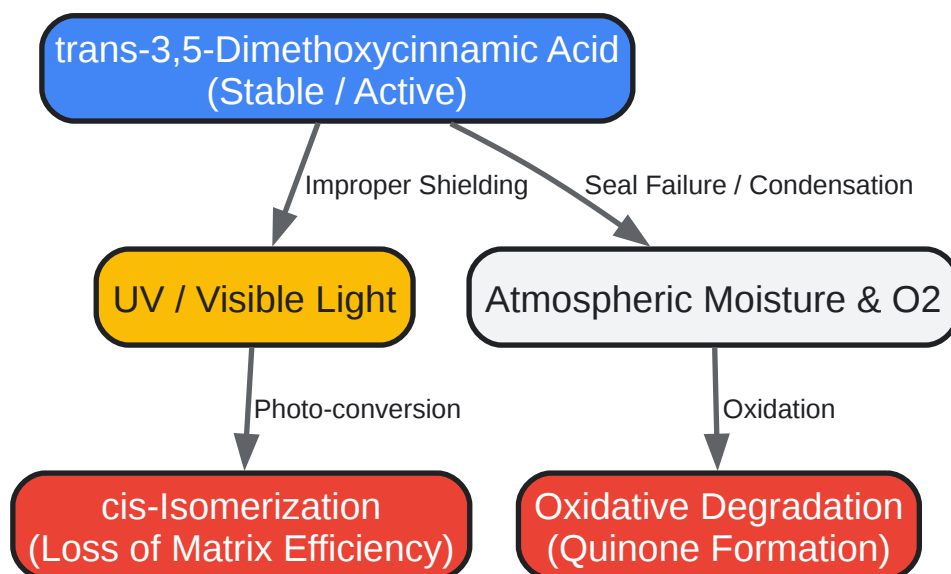 trans-3,5-Dimethoxycinnamic Acid
(Stable / Active)
Improper Shielding
Seal Failure / Condensation
UV / Visible Light
Atmospheric Moisture & O2
Photo-conversion
Oxidation
cis-Isomerization
(Loss of Matrix Efficiency)
Oxidative Degradation
(Quinone Formation)